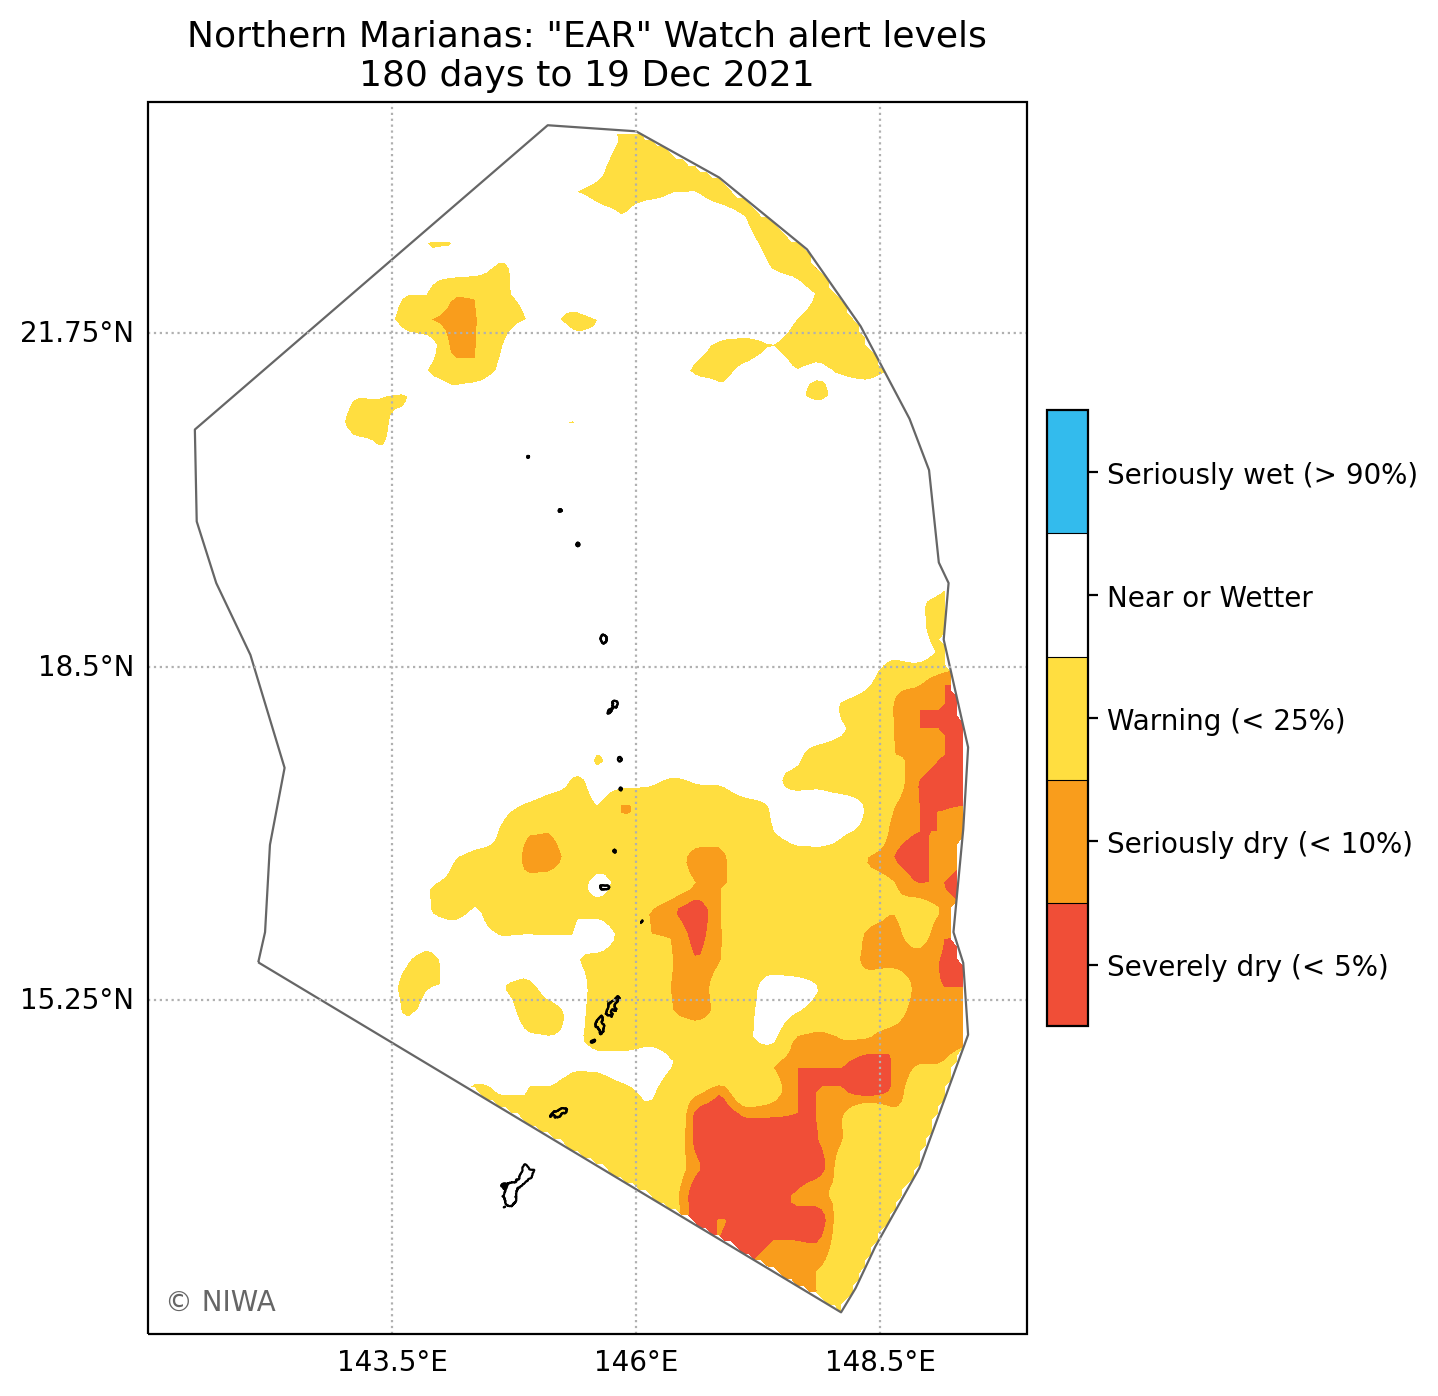 Northern Marianas: "EAR" Watch alert levels
180 days to 19 Dec 2021
21.75°N
18.5°N
15.25°N
143.5°E
146°E
148.5°E
© NIWA
Seriously wet (> 90%)
Near or Wetter
Warning (< 25%)
Seriously dry (< 10%)
Severely dry (< 5%)